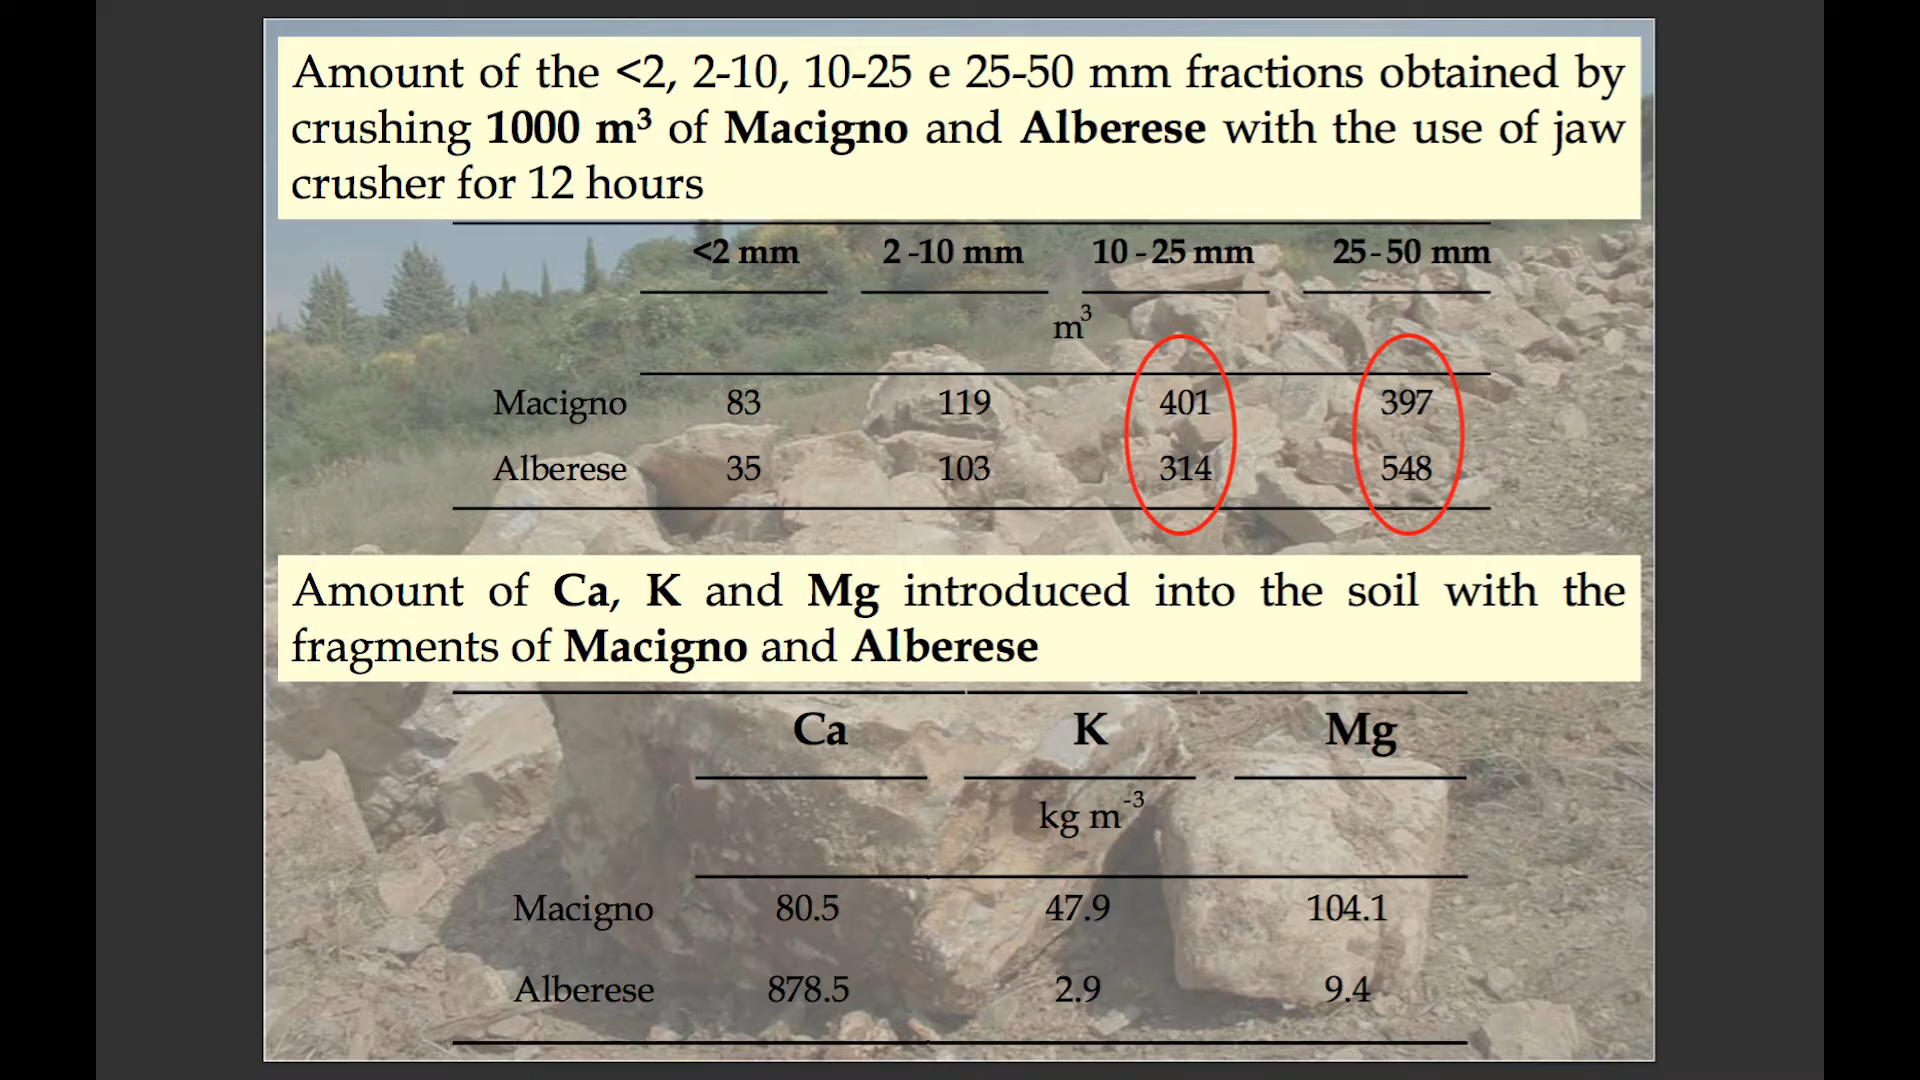 Amount of the <2, 2-10, 10-25 e 25-50 mm fractions obtained by
crushing 1000 m³ of Macigno and Alberese with the use of jaw
crusher for 12 hours
<2 mm 2 -10 mm 10 - 25 mm 25 - 50 mm
m³
Macigno 83 119 401 397
Alberese 35 103 314 548
Amount of Ca, K and Mg introduced into the soil with the
fragments of Macigno and Alberese
Ca K Mg
kg m⁻³
Macigno 80.5 47.9 104.1
Alberese 878.5 2.9 9.4